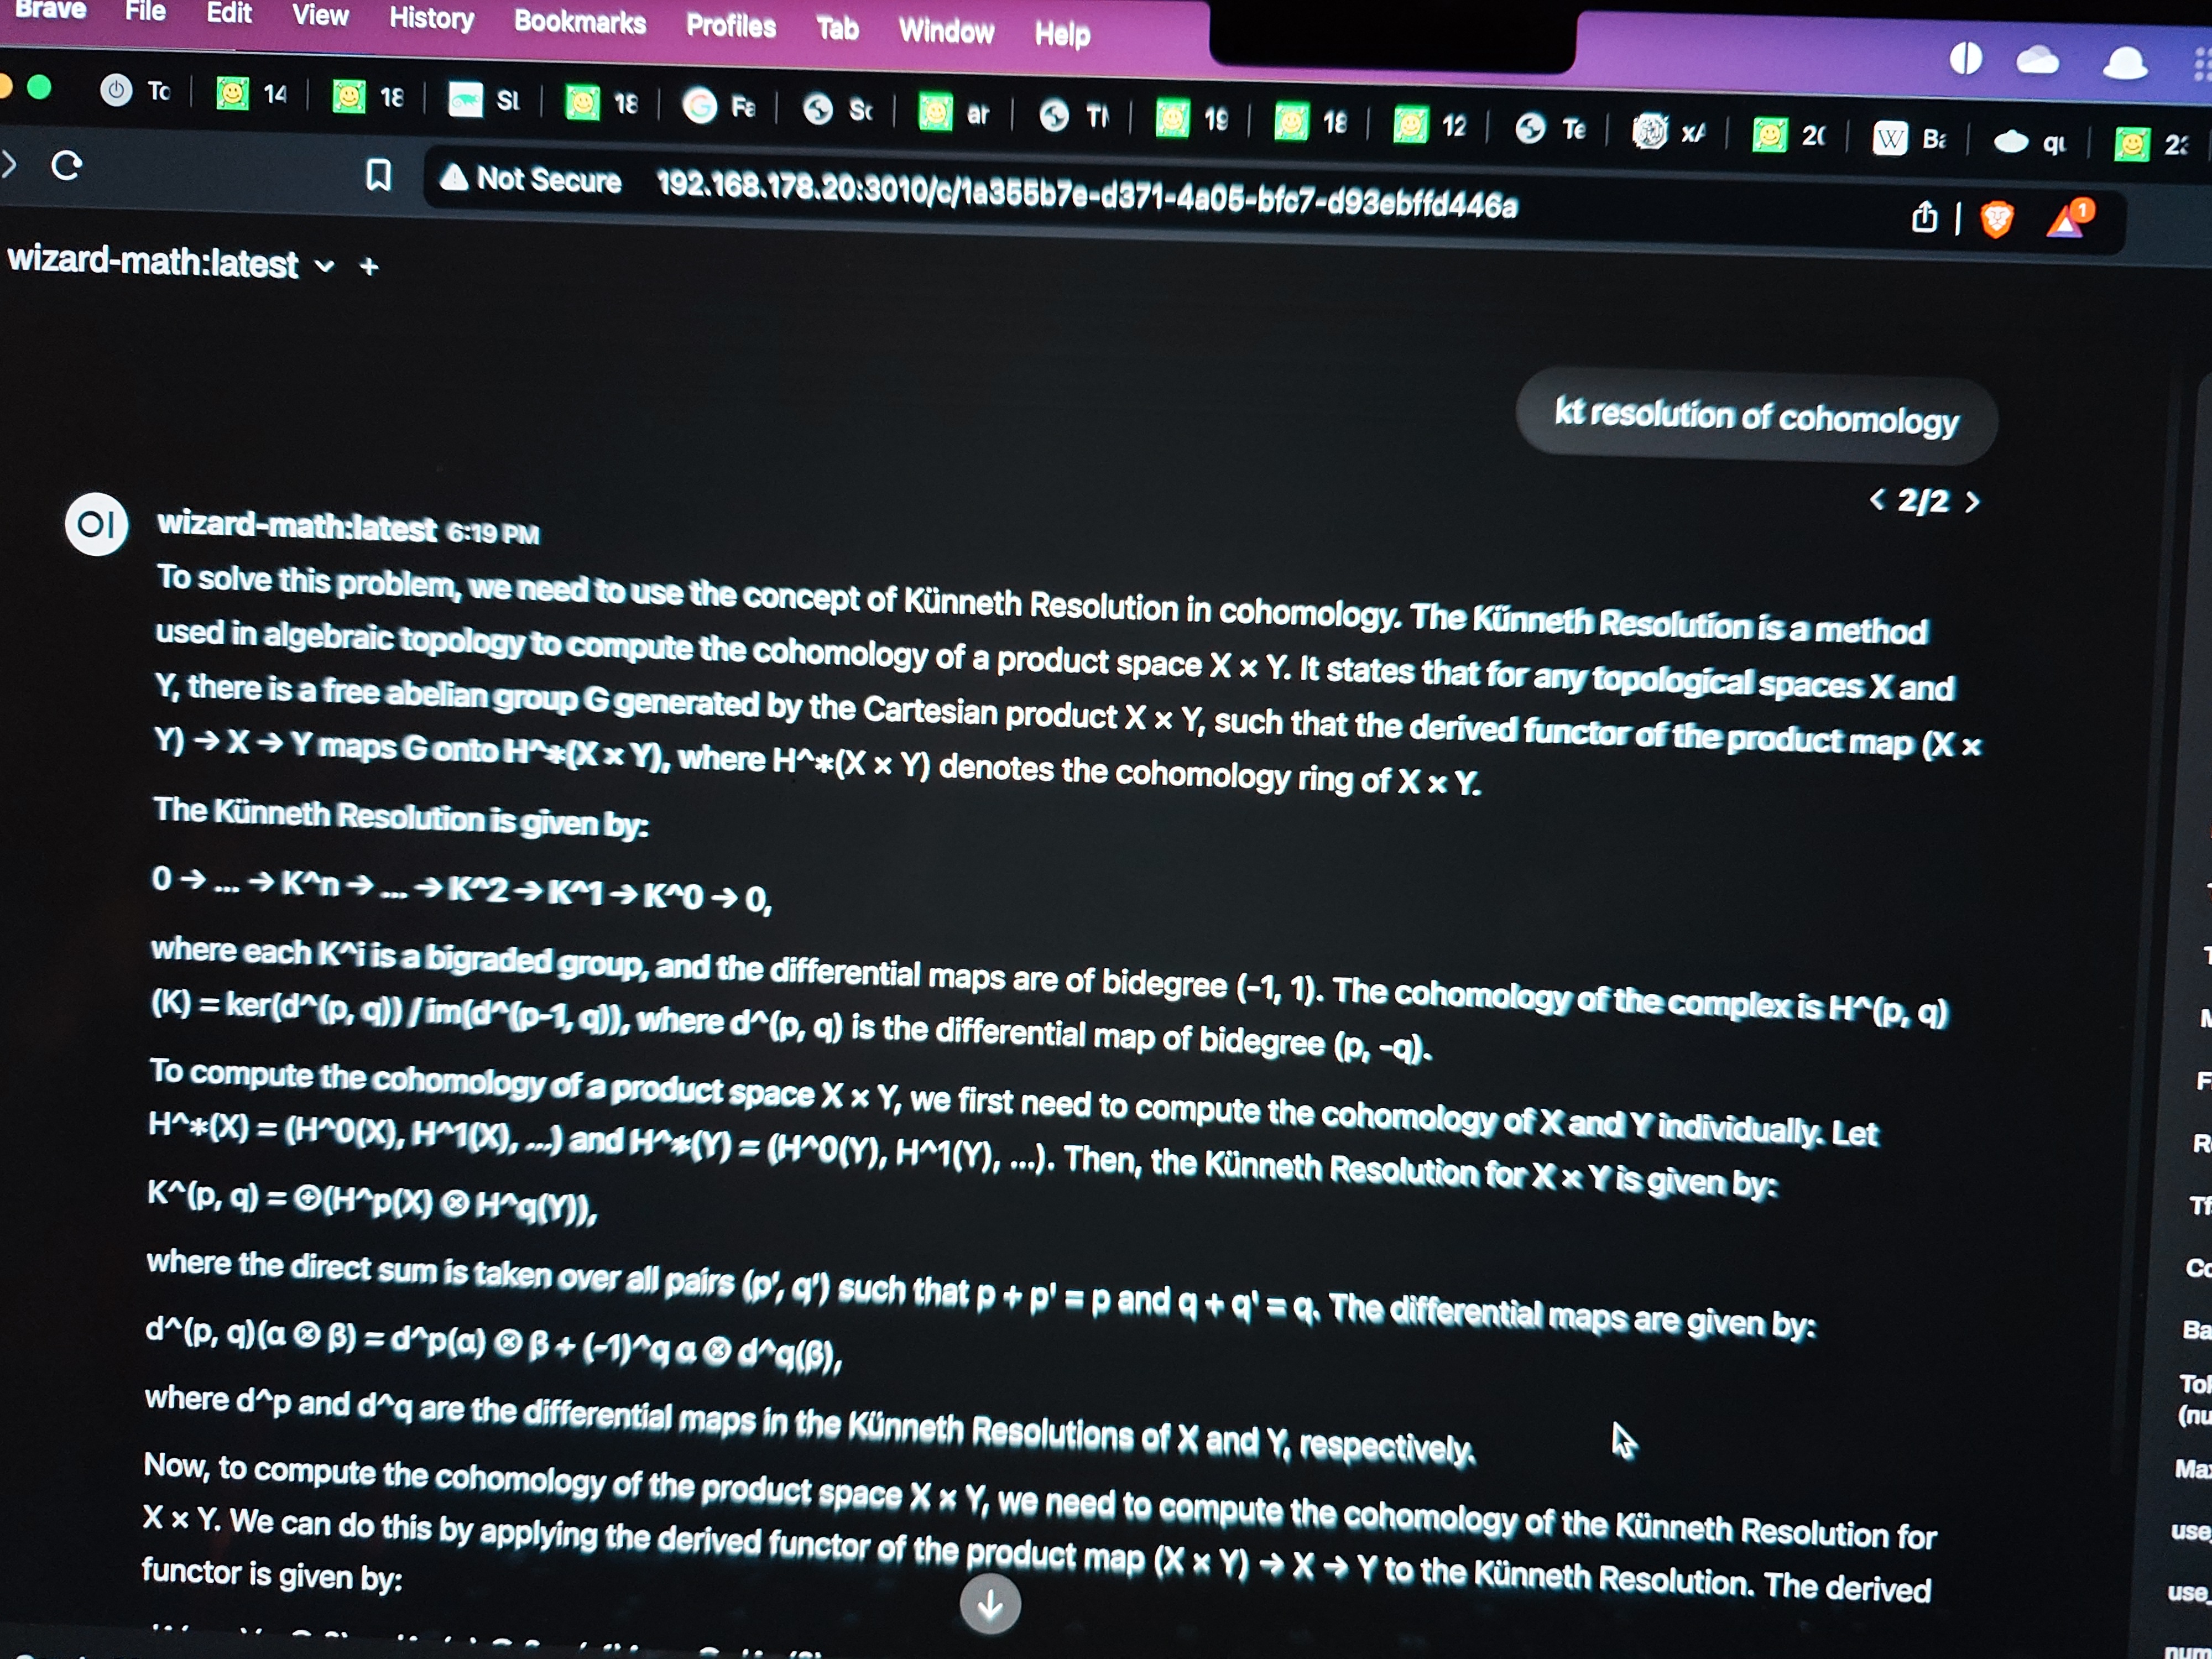 Brave File Edit View History Bookmarks Profiles Tab Window Help
To 14 18 SL 18 Fa Sc ar TM 19 18 12 Te xA 20 Ba qu 23
Not Secure 192.168.178.20:3010/c/1a355b7e-d371-4a05-bfc7-d93ebffd446a
1
wizard-math:latest
kt resolution of cohomology
2/2
OI wizard-math:latest 6:19 PM
To solve this problem, we need to use the concept of Künneth Resolution in cohomology. The Künneth Resolution is a method
used in algebraic topology to compute the cohomology of a product space X × Y. It states that for any topological spaces X and
Y, there is a free abelian group G generated by the Cartesian product X × Y, such that the derived functor of the product map (X ×
Y) → X → Y maps G onto H^*(X × Y), where H^*(X × Y) denotes the cohomology ring of X × Y.
The Künneth Resolution is given by:
0 → ... → K^n → ... → K^2 → K^1 → K^0 → 0,
where each K^i is a bigraded group, and the differential maps are of bidegree (-1, 1). The cohomology of the complex is H^(p, q)
(K) = ker(d^(p, q)) / im(d^(p-1, q)), where d^(p, q) is the differential map of bidegree (p, -q).
To compute the cohomology of a product space X × Y, we first need to compute the cohomology of X and Y individually. Let
H^*(X) = (H^0(X), H^1(X), ...) and H^*(Y) = (H^0(Y), H^1(Y), ...). Then, the Künneth Resolution for X × Y is given by:
K^(p, q) = ⊕(H^p(X) ⊗ H^q(Y)),
where the direct sum is taken over all pairs (p', q') such that p + p' = p and q + q' = q. The differential maps are given by:
d^(p, q)(α ⊗ β) = d^p(α) ⊗ β + (-1)^q α ⊗ d^q(β),
where d^p and d^q are the differential maps in the Künneth Resolutions of X and Y, respectively.
Now, to compute the cohomology of the product space X × Y, we need to compute the cohomology of the Künneth Resolution for
X × Y. We can do this by applying the derived functor of the product map (X × Y) → X → Y to the Künneth Resolution. The derived
functor is given by: